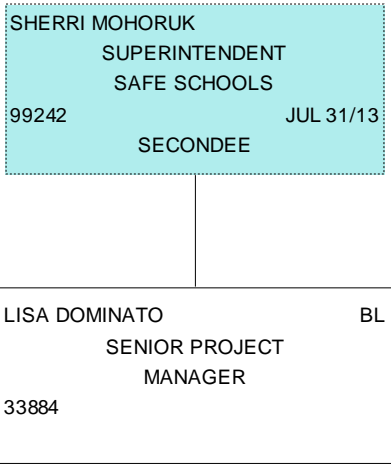 SHERRI MOHORUK
SUPERINTENDENT
SAFE SCHOOLS
99242 JUL 31/13
SECONDEE
LISA DOMINATO BL
SENIOR PROJECT
MANAGER
33884